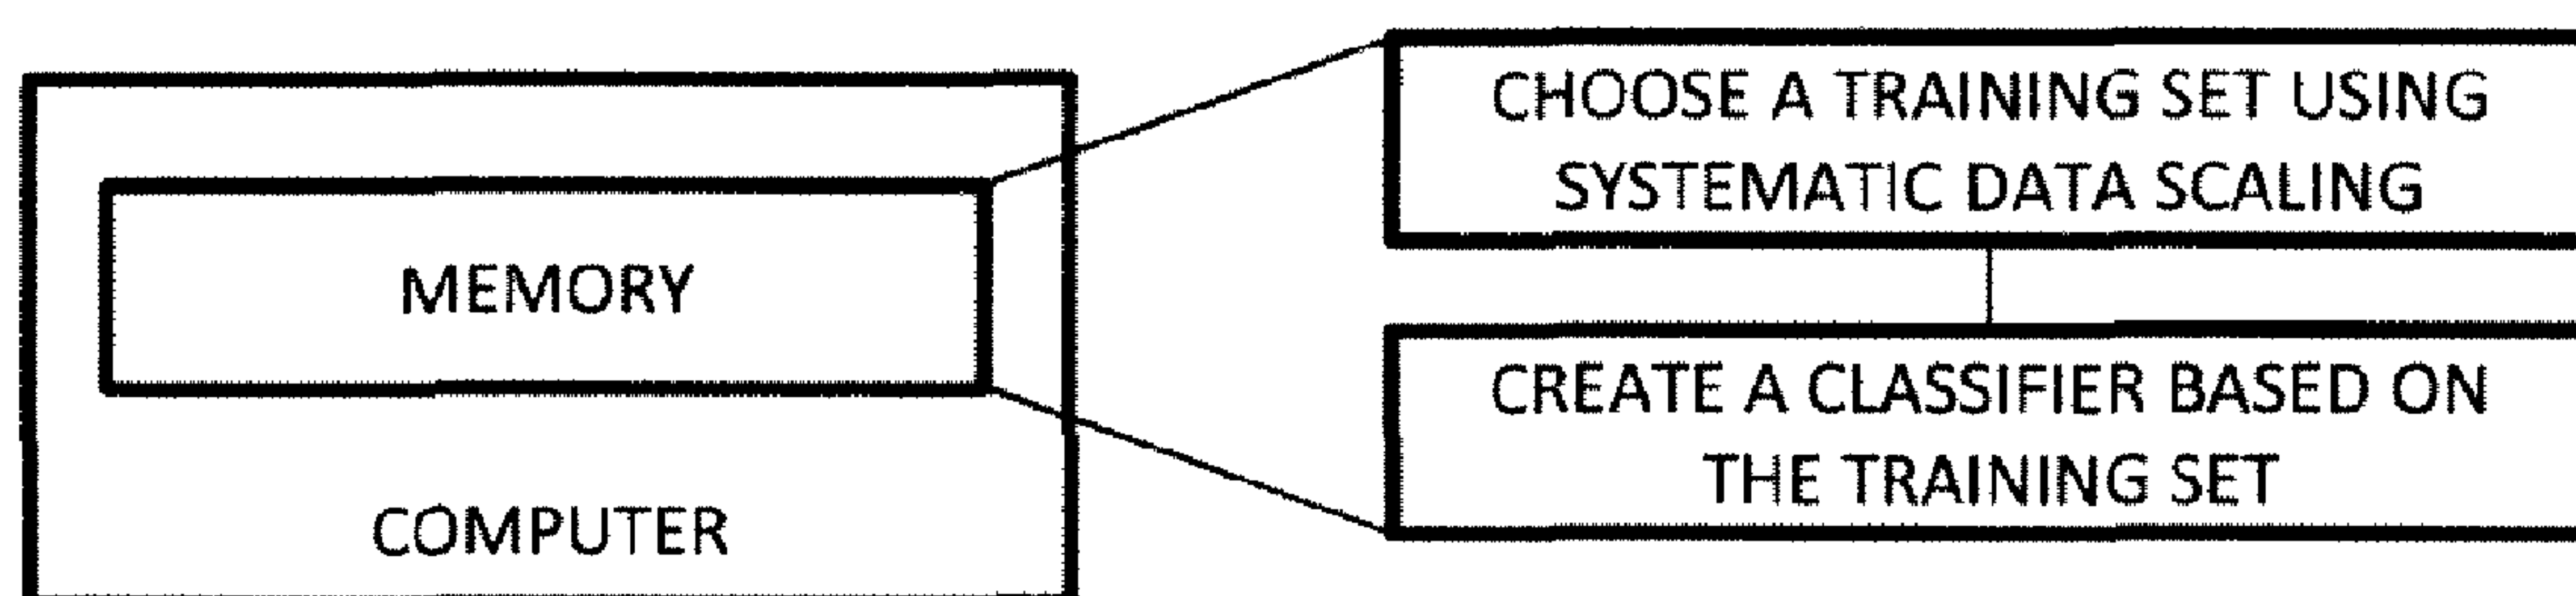 MEMORY
COMPUTER
CHOOSE A TRAINING SET USING
SYSTEMATIC DATA SCALING
CREATE A CLASSIFIER BASED ON
THE TRAINING SET